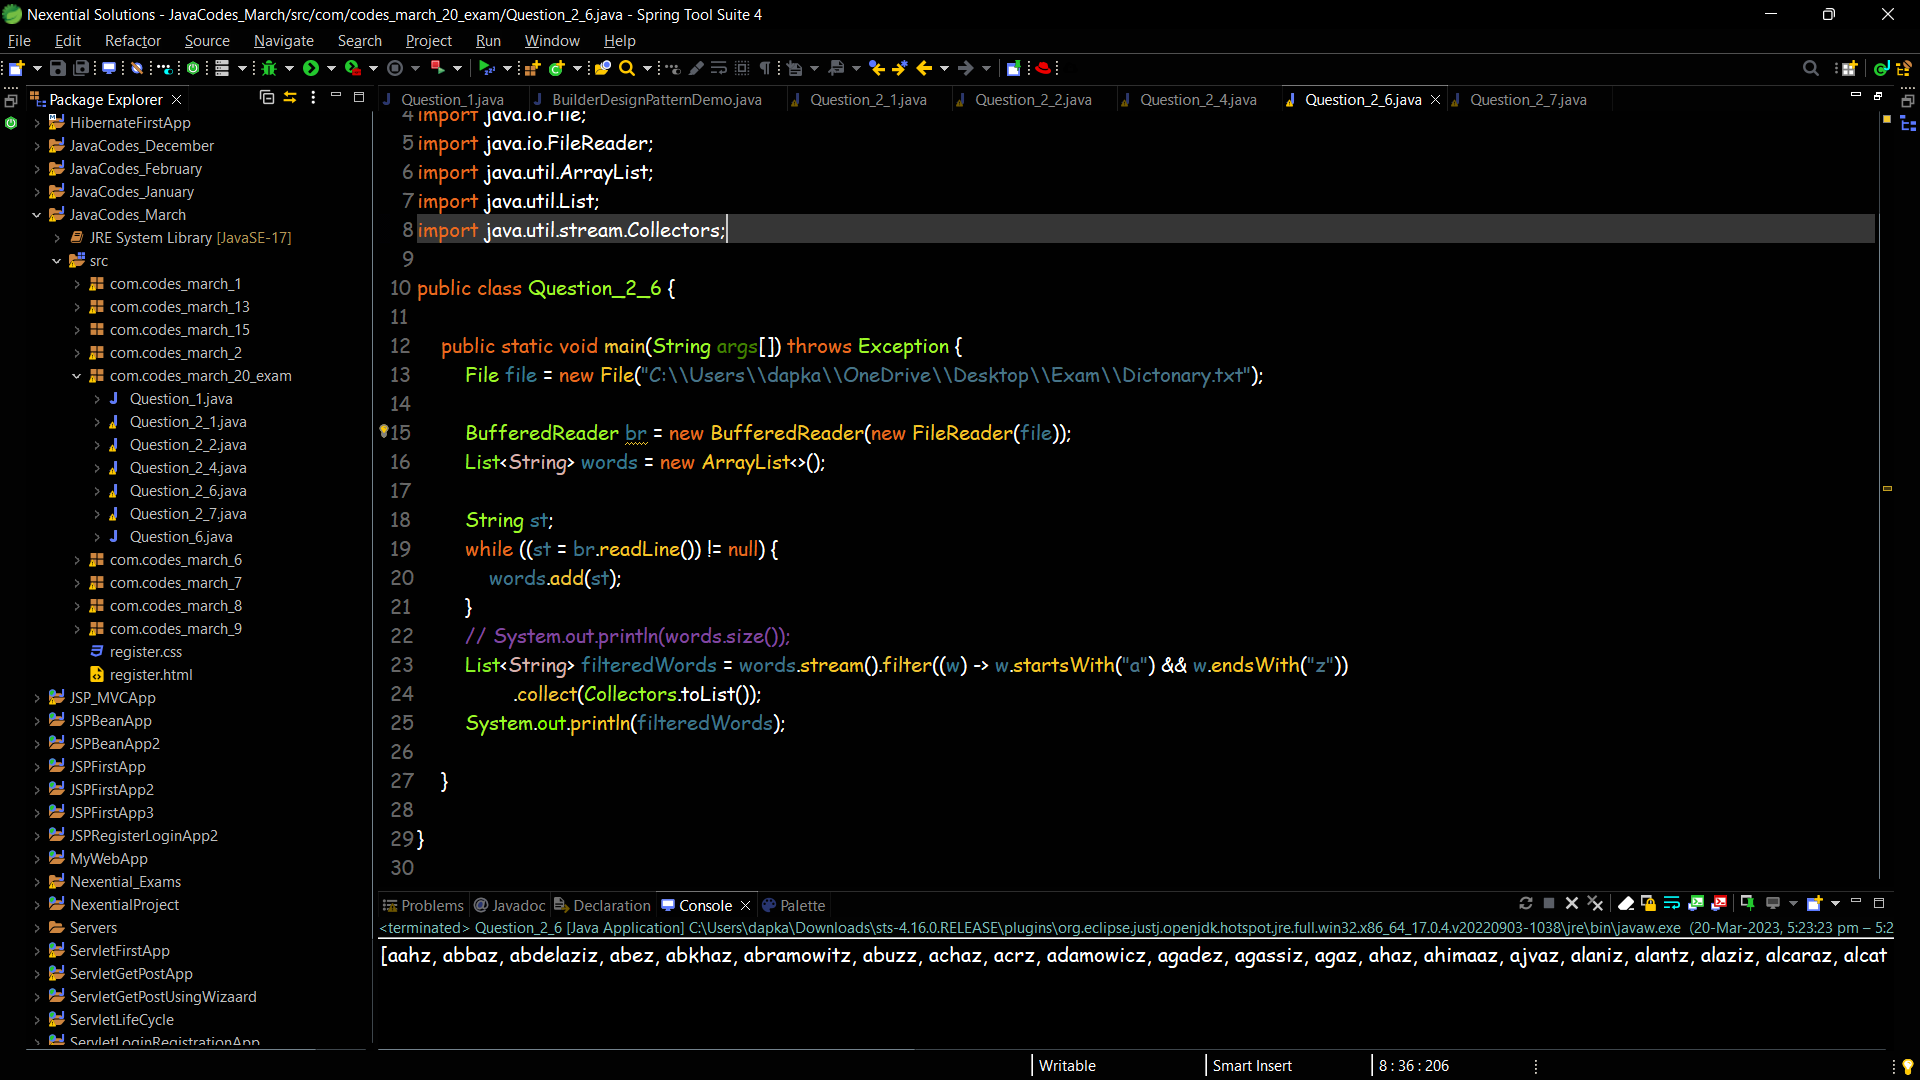 Nexential Solutions - JavaCodes_March/src/com/codes_march_20_exam/Question_2_6.java - Spring Tool Suite 4
File Edit Refactor Source Navigate Search Project Run Window Help
Package Explorer
HibernateFirstApp
JavaCodes_December
JavaCodes_February
JavaCodes_January
JavaCodes_March
JRE System Library [JavaSE-17]
src
com.codes_march_1
com.codes_march_13
com.codes_march_15
com.codes_march_2
com.codes_march_20_exam
Question_1.java
Question_2_1.java
Question_2_2.java
Question_2_4.java
Question_2_6.java
Question_2_7.java
Question_6.java
com.codes_march_6
com.codes_march_7
com.codes_march_8
com.codes_march_9
register.css
register.html
JSP_MVCApp
JSPBeanApp
JSPBeanApp2
JSPFirstApp
JSPFirstApp2
JSPFirstApp3
JSPRegisterLoginApp2
MyWebApp
Nexential_Exams
NexentialProject
Servers
ServletFirstApp
ServletGetPostApp
ServletGetPostUsingWizaard
ServletLifeCycle
ServletLoginRegistrationApp
Question_1.java BuilderDesignPatternDemo.java Question_2_1.java Question_2_2.java Question_2_4.java Question_2_6.java Question_2_7.java
4 import java.io.File;
5 import java.io.FileReader;
6 import java.util.ArrayList;
7 import java.util.List;
8 import java.util.stream.Collectors;
9
10 public class Question_2_6 {
11
12 public static void main(String args[]) throws Exception {
13 File file = new File("C:\\Users\\dapka\\OneDrive\\Desktop\\Exam\\Dictonary.txt");
14
15 BufferedReader br = new BufferedReader(new FileReader(file));
16 List<String> words = new ArrayList<>();
17
18 String st;
19 while ((st = br.readLine()) != null) {
20 words.add(st);
21 }
22 // System.out.println(words.size());
23 List<String> filteredWords = words.stream().filter((w) -> w.startsWith("a") && w.endsWith("z"))
24 .collect(Collectors.toList());
25 System.out.println(filteredWords);
26
27 }
28
29 }
30
Problems @ Javadoc Declaration Console Palette
<terminated> Question_2_6 [Java Application] C:\Users\dapka\Downloads\sts-4.16.0.RELEASE\plugins\org.eclipse.justj.openjdk.hotspot.jre.full.win32.x86_64_17.0.4.v20220903-1038\jre\bin\javaw.exe (20-Mar-2023, 5:23:23 pm – 5:2
[aahz, abbaz, abdelaziz, abez, abkhaz, abramowitz, abuzz, achaz, acrz, adamowicz, agadez, agassiz, agaz, ahaz, ahimaaz, ajvaz, alaniz, alantz, alaziz, alcaraz, alcat
Writable Smart Insert 8 : 36 : 206